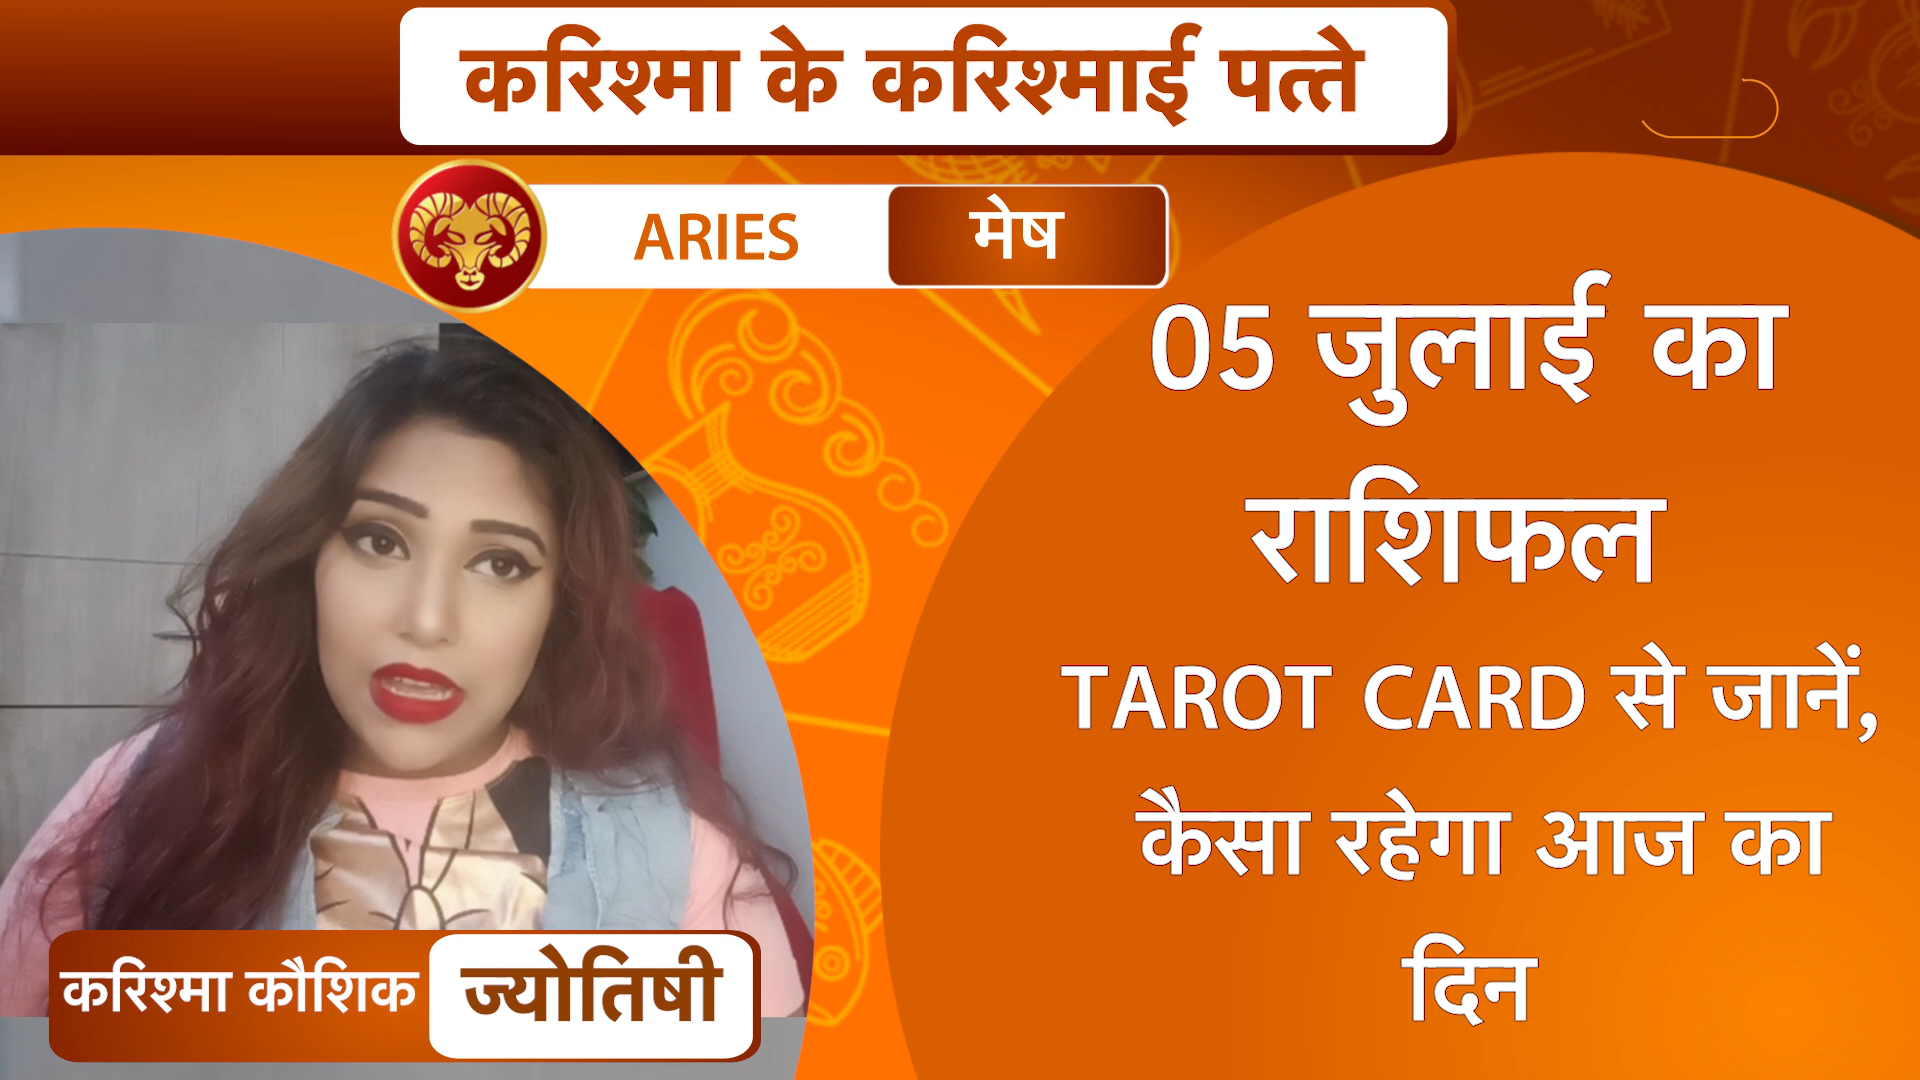 करिश्मा के करिश्माई पत्ते
ARIES मेष
05 जुलाई का
राशिफल
TAROT CARD से जानें,
कैसा रहेगा आज का
दिन
करिश्मा कौशिक ज्योतिषी